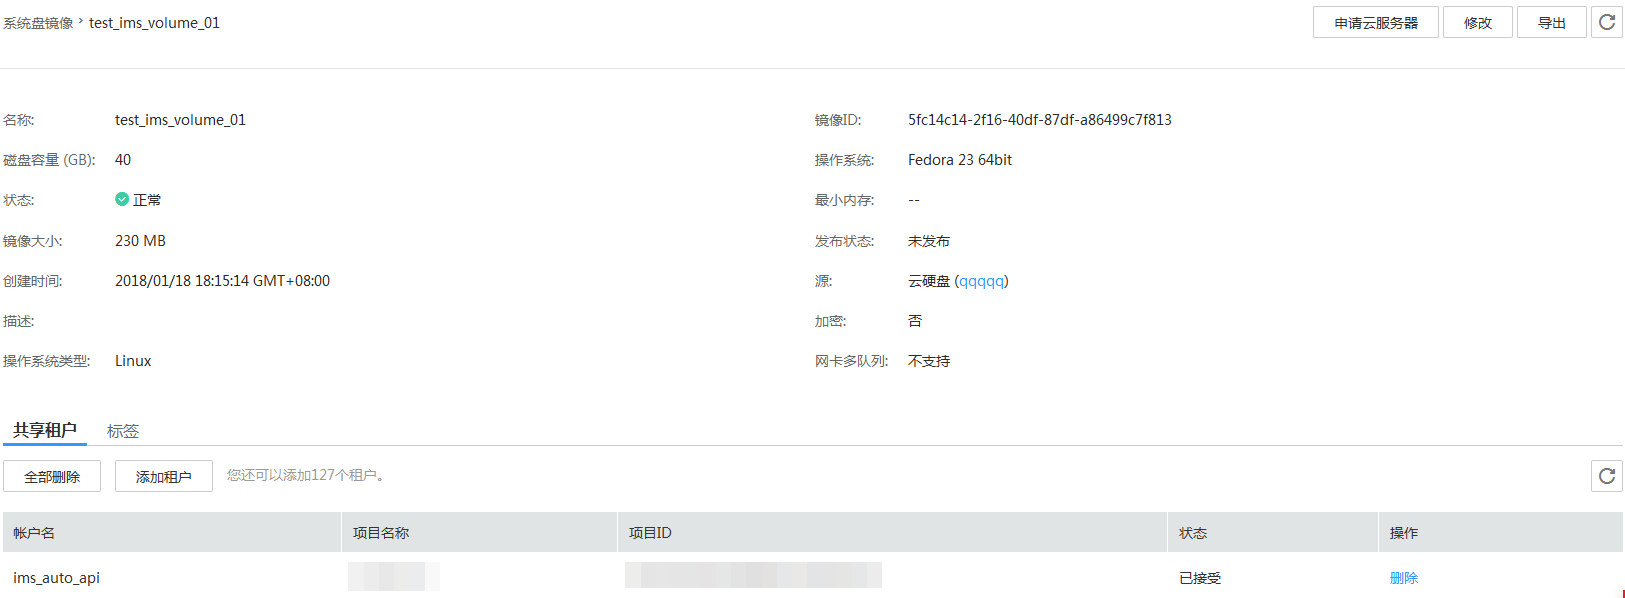 系统盘镜像 › test_ims_volume_01
申请云服务器 修改 导出
名称: test_ims_volume_01 镜像ID: 5fc14c14-2f16-40df-87df-a86499c7f813
磁盘容量 (GB): 40 操作系统: Fedora 23 64bit
状态: 正常 最小内存: --
镜像大小: 230 MB 发布状态: 未发布
创建时间: 2018/01/18 18:15:14 GMT+08:00 源: 云硬盘 (qqqqq)
描述: 加密: 否
操作系统类型: Linux 网卡多队列: 不支持
共享租户 标签
全部删除 添加租户 您还可以添加127个租户。
帐户名 项目名称 项目ID 状态 操作
ims_auto_api 已接受 删除